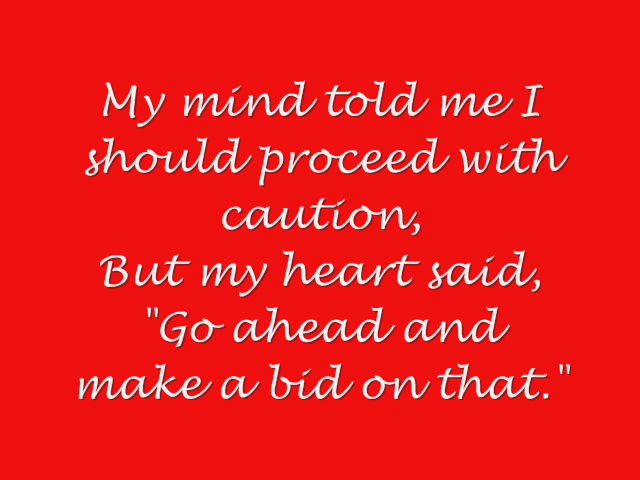 My mind told me I
should proceed with
caution,
But my heart said,
"Go ahead and
make a bid on that."